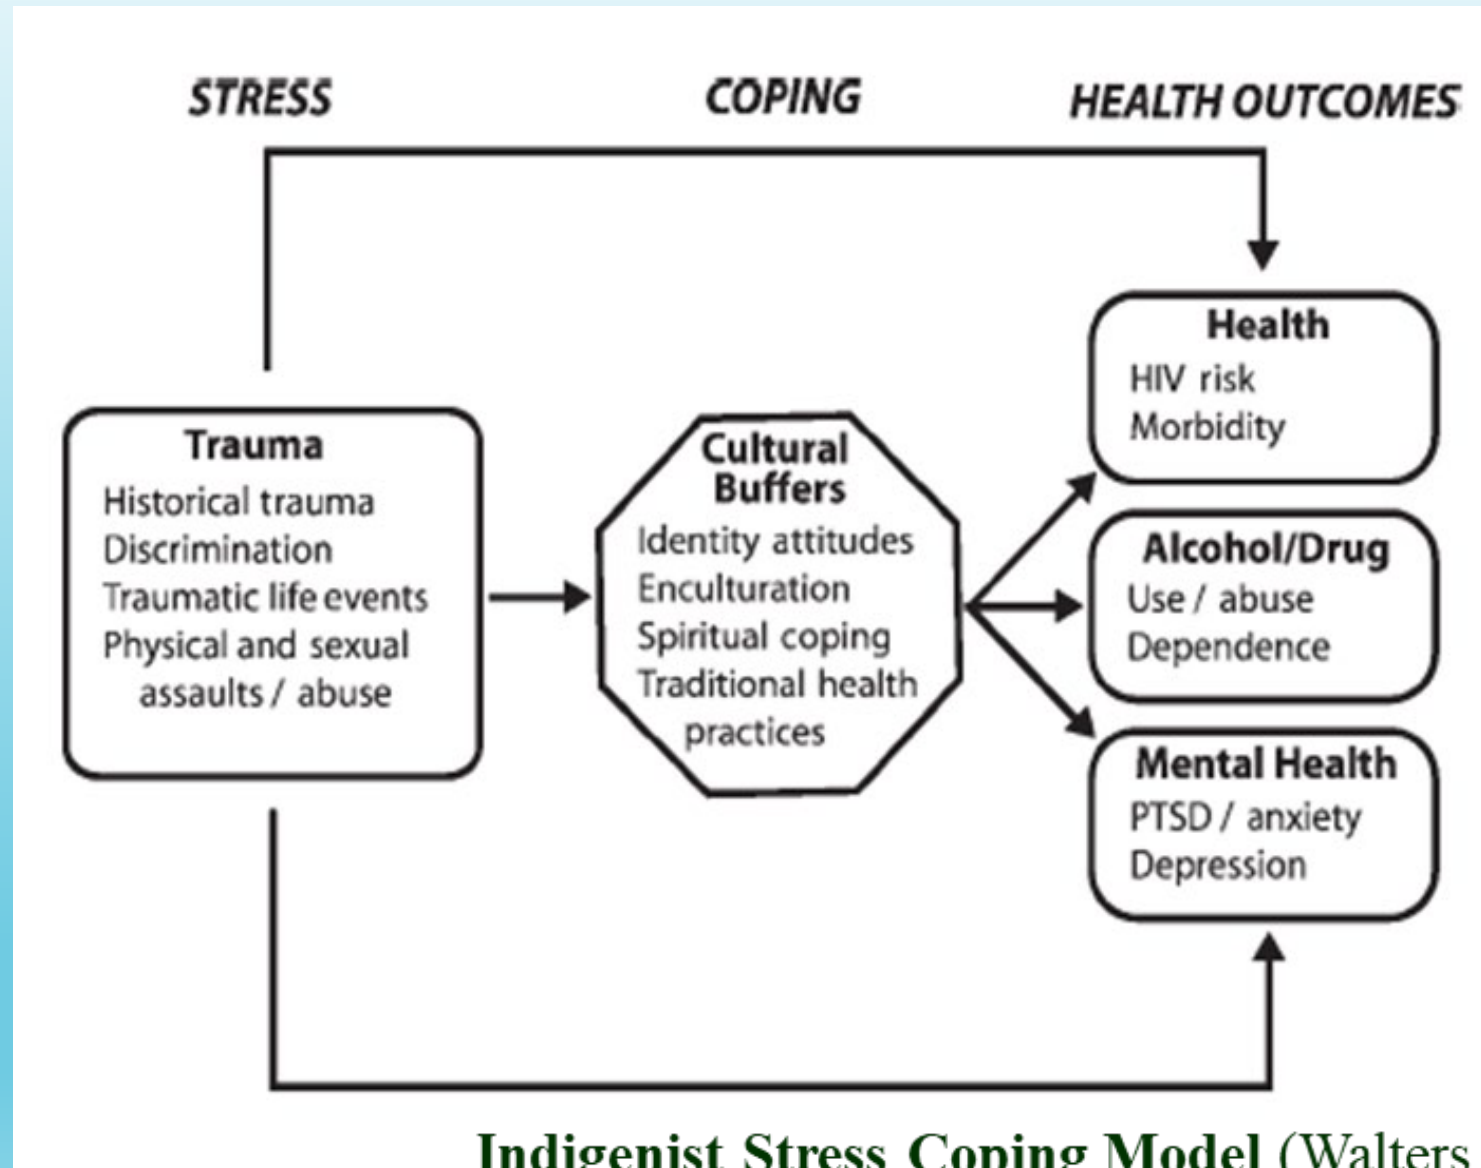 STRESS
COPING
HEALTH OUTCOMES
Trauma
Historical trauma
Discrimination
Traumatic life events
Physical and sexual
assaults / abuse
Cultural
Buffers
Identity attitudes
Enculturation
Spiritual coping
Traditional health
practices
Health
HIV risk
Morbidity
Alcohol/Drug
Use / abuse
Dependence
Mental Health
PTSD / anxiety
Depression
Indigenist Stress Coping Model (Walters